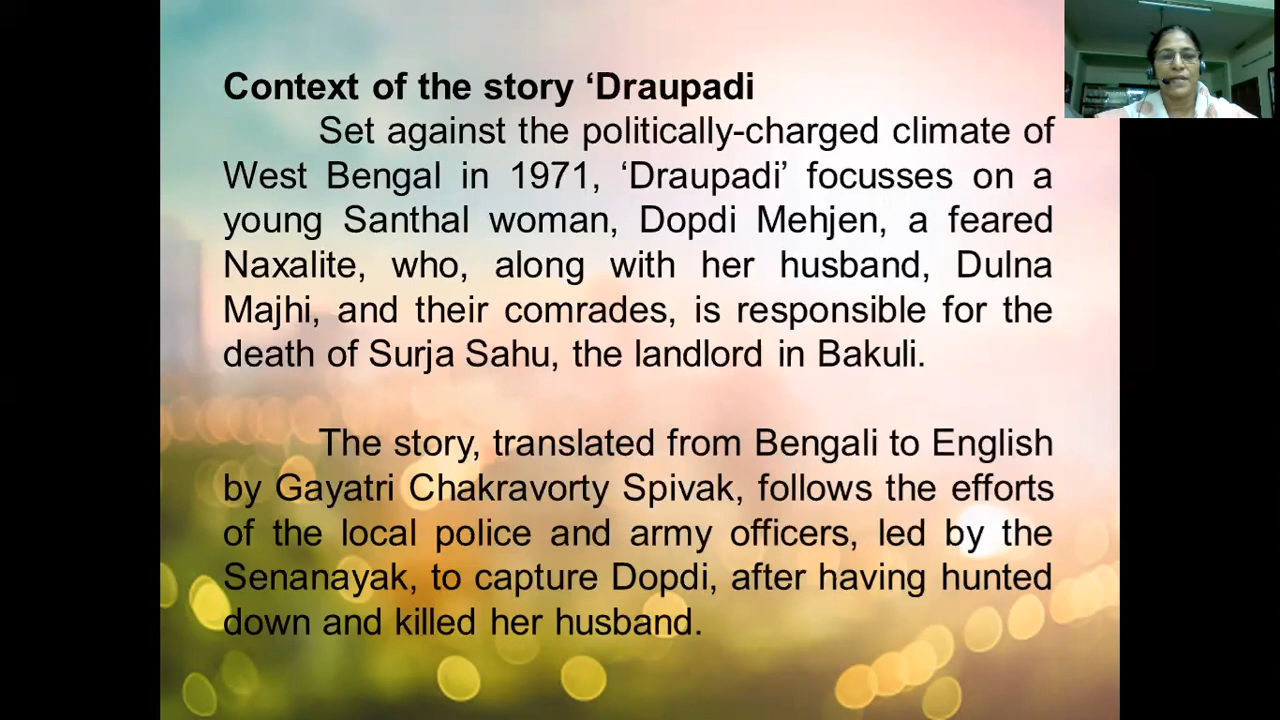 Context of the story ‘Draupadi
Set against the politically-charged climate of
West Bengal in 1971, ‘Draupadi’ focusses on a
young Santhal woman, Dopdi Mehjen, a feared
Naxalite, who, along with her husband, Dulna
Majhi, and their comrades, is responsible for the
death of Surja Sahu, the landlord in Bakuli.
The story, translated from Bengali to English
by Gayatri Chakravorty Spivak, follows the efforts
of the local police and army officers, led by the
Senanayak, to capture Dopdi, after having hunted
down and killed her husband.